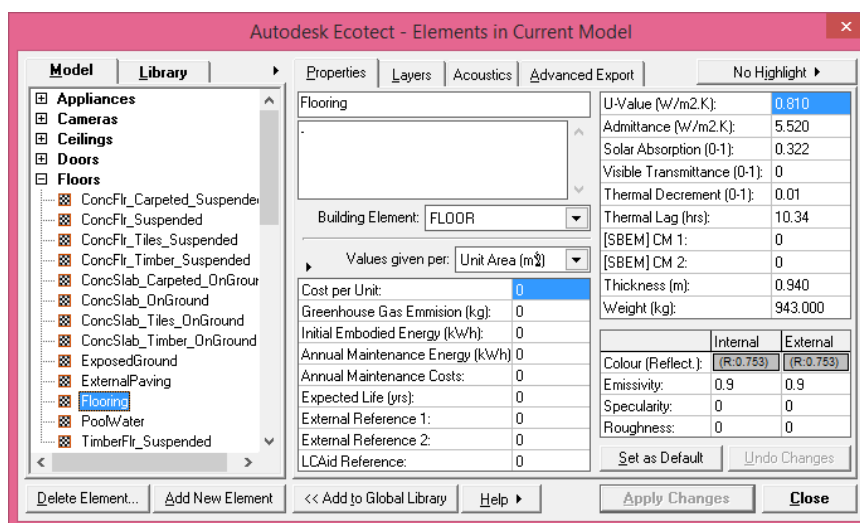 Autodesk Ecotect - Elements in Current Model
Model Library
Appliances
Cameras
Ceilings
Doors
Floors
ConcFlr_Carpeted_Suspended
ConcFlr_Suspended
ConcFlr_Tiles_Suspended
ConcFlr_Timber_Suspended
ConcSlab_Carpeted_OnGroun
ConcSlab_OnGround
ConcSlab_Tiles_OnGround
ConcSlab_Timber_OnGround
ExposedGround
ExternalPaving
Flooring
PoolWater
TimberFlr_Suspended
Delete Element... Add New Element
Properties Layers Acoustics Advanced Export
No Highlight
Flooring
-
Building Element: FLOOR
Values given per: Unit Area (m²)
Cost per Unit: 0
Greenhouse Gas Emmision (kg): 0
Initial Embodied Energy (kWh): 0
Annual Maintenance Energy (kWh) 0
Annual Maintenance Costs: 0
Expected Life (yrs): 0
External Reference 1: 0
External Reference 2: 0
LCAid Reference: 0
<< Add to Global Library Help
U-Value (W/m2.K): 0.810
Admittance (W/m2.K): 5.520
Solar Absorption (0-1): 0.322
Visible Transmittance (0-1): 0
Thermal Decrement (0-1): 0.01
Thermal Lag (hrs): 10.34
[SBEM] CM 1: 0
[SBEM] CM 2: 0
Thickness (m): 0.940
Weight (kg): 943.000
Internal External
Colour (Reflect.): (R:0.753) (R:0.753)
Emissivity: 0.9 0.9
Specularity: 0 0
Roughness: 0 0
Set as Default Undo Changes
Apply Changes Close